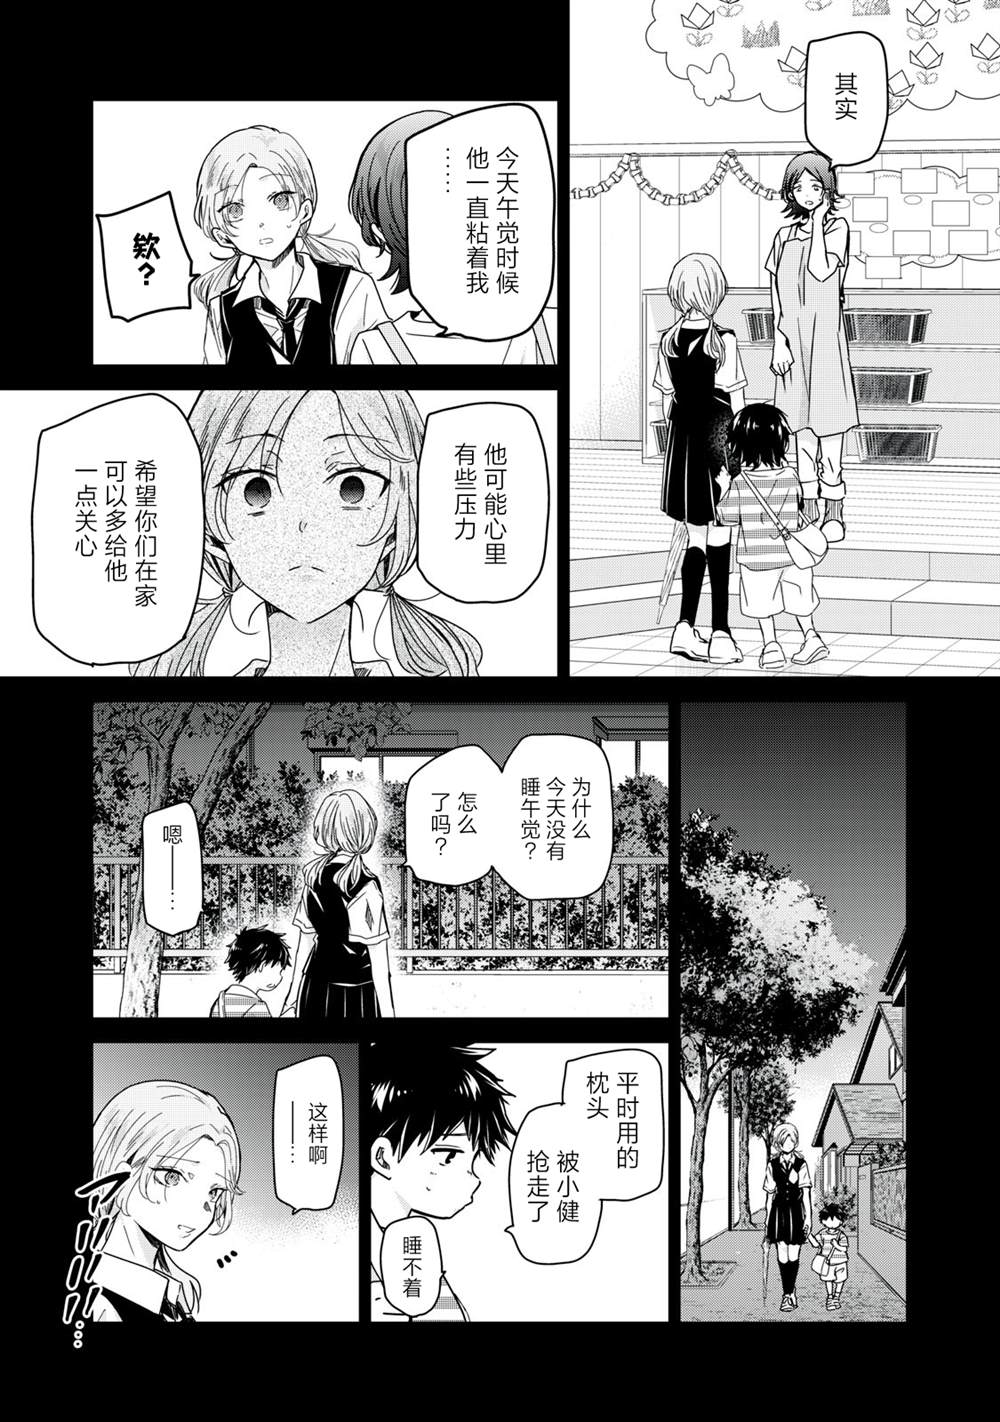 其实
今天午觉时候
他一直粘着我
……
欸？
他可能心里
有些压力
希望你们在家
可以多给他
一点关心
为什么
今天没有
睡午觉？
怎么
了吗？
嗯——……
平时用的
枕头
被小健
抢走了
睡不着
这样啊
——……